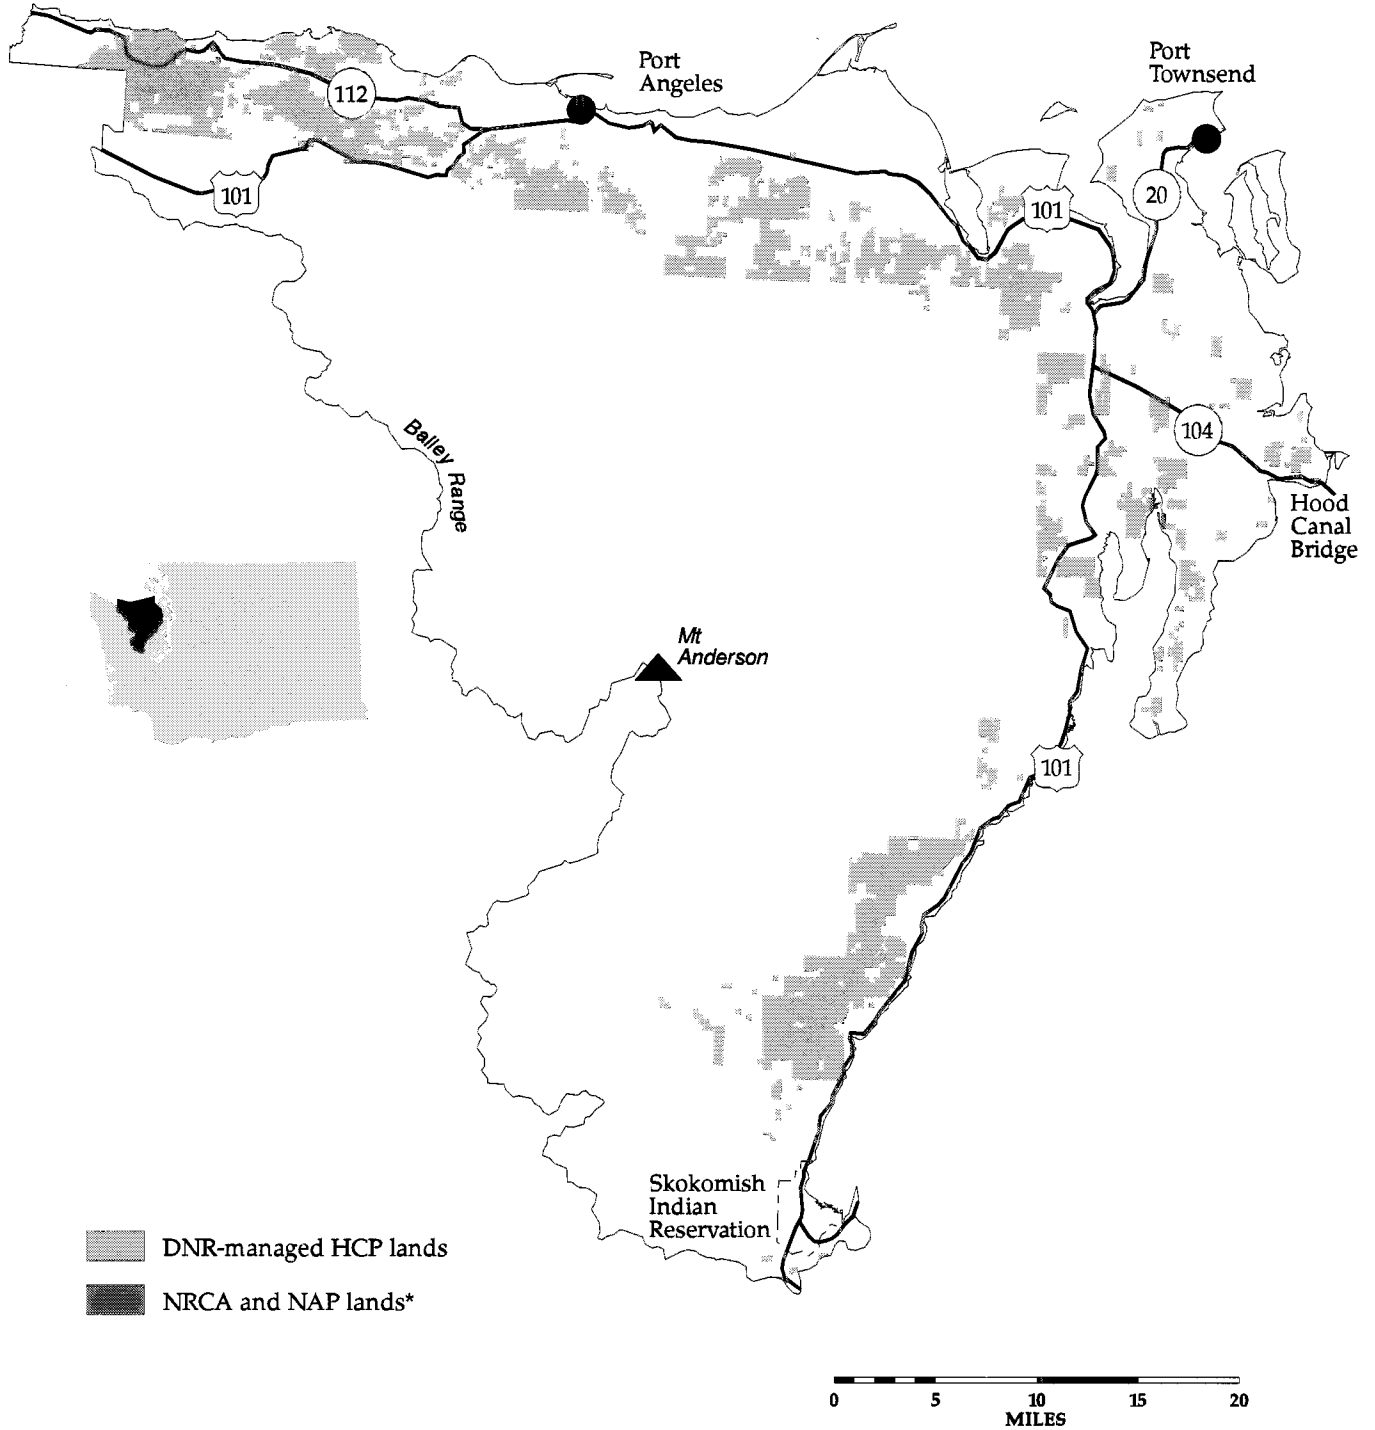 Port
Angeles
Port
Townsend
112
101
101
20
104
Bailey Range
Hood
Canal
Bridge
Mt
Anderson
101
Skokomish
Indian
Reservation
DNR-managed HCP lands
NRCA and NAP lands*
0 5 10 15 20
MILES